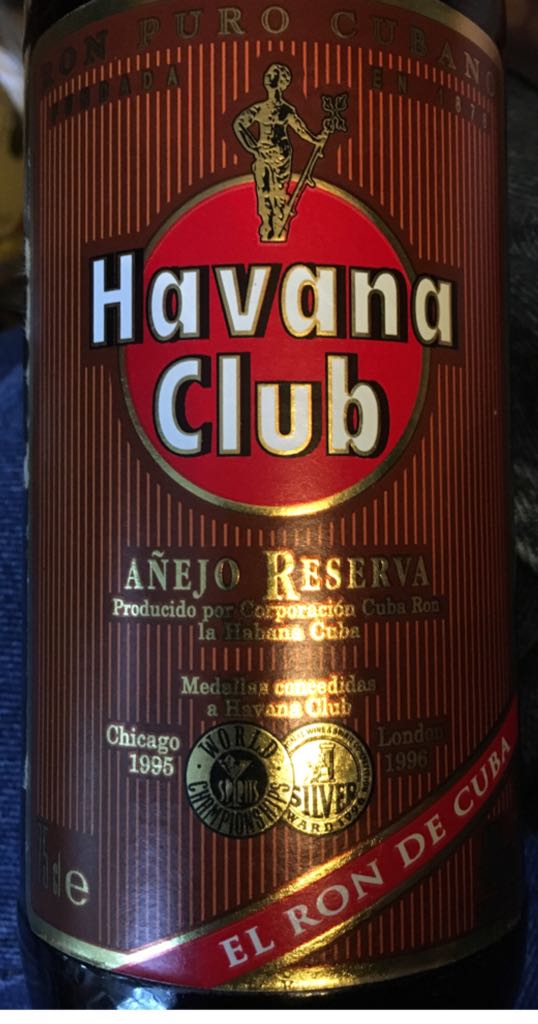 RON PURO CUBANO
FUNDADA EN 1878
Havana
Club
AÑEJO RESERVA
Producido por Corporación Cuba Ron
la Habana Cuba
Medallas concedidas
a Havana Club
Chicago
1995
WORLD
SPIRITS
CHAMPIONSHIPS
SILVER
London
1996
EL RON DE CUBA